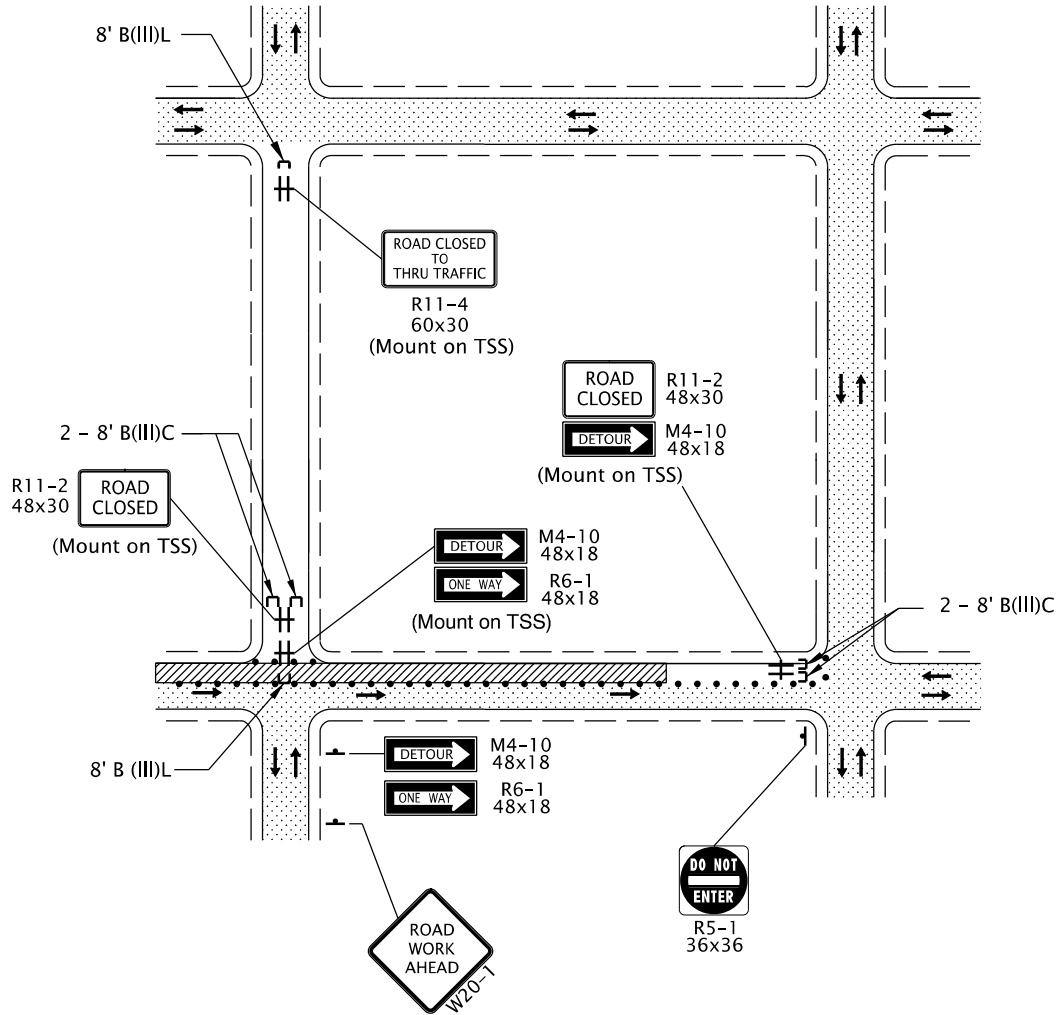 8' B(III)L
ROAD CLOSED
TO
THRU TRAFFIC
R11-4
60x30
(Mount on TSS)
ROAD
CLOSED
R11-2
48x30
DETOUR
M4-10
48x18
(Mount on TSS)
2 - 8' B(III)C
R11-2
48x30
ROAD
CLOSED
(Mount on TSS)
DETOUR
M4-10
48x18
ONE WAY
R6-1
48x18
(Mount on TSS)
2 - 8' B(III)C
8' B (III)L
DETOUR
M4-10
48x18
ONE WAY
R6-1
48x18
DO NOT
ENTER
R5-1
36x36
ROAD
WORK
AHEAD
W20-1